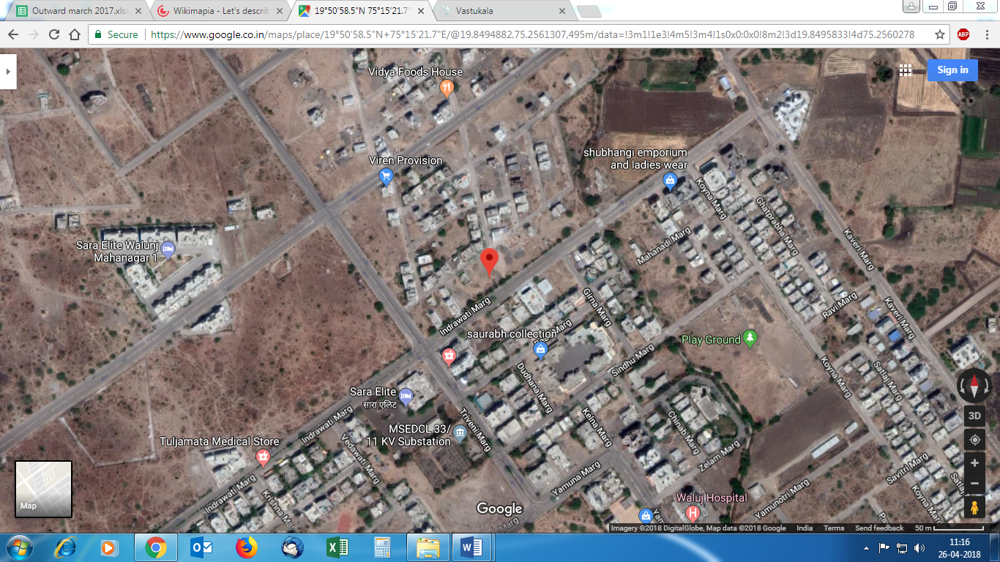 Outward march 2017.xls
Wikimapia - Let's describ
19°50'58.5"N 75°15'21.7"
Vastukala
Secure
https://www.google.co.in/maps/place/19°50'58.5"N+75°15'21.7"E/@19.8494882,75.2561307,495m/data=!3m1!1e3!4m5!3m4!1s0x0:0x0!8m2!3d19.8495833!4d75.2560278
ABP
Sign in
Vidya Foods House
Viren Provision
shubhangi emporium
and ladies wear
Sara Elite Walunj
Mahanagar 1
Koyna Marg
Ghatprabha Marg
Kaveri Marg
Mahanadi Marg
Girna Marg
Ravi Marg
Kaveri Marg
Indrawati Marg
Marg
saurabh collection
Play Ground
Sindhu Marg
Dudhana Marg
Koyna Marg
Satlaj Marg
Sara Elite
सारा एलिट
MSEDCL 33/
11 KV Substation
Triveni Marg
Kelna Marg
Chinab Marg
Zelam Marg
Indrawati Marg
Vedawati Marg
Tuljamata Medical Store
Yamuna Marg
Savitri Marg
Indrawati Marg
Krishna Ma
Waluj Hospital
Yamunotri Marg
Koyna Marg
Satlaj
Marg
3D
Map
Google
Imagery ©2018 DigitalGlobe, Map data ©2018 Google
India
Terms
Send feedback
50 m
11:16
26-04-2018